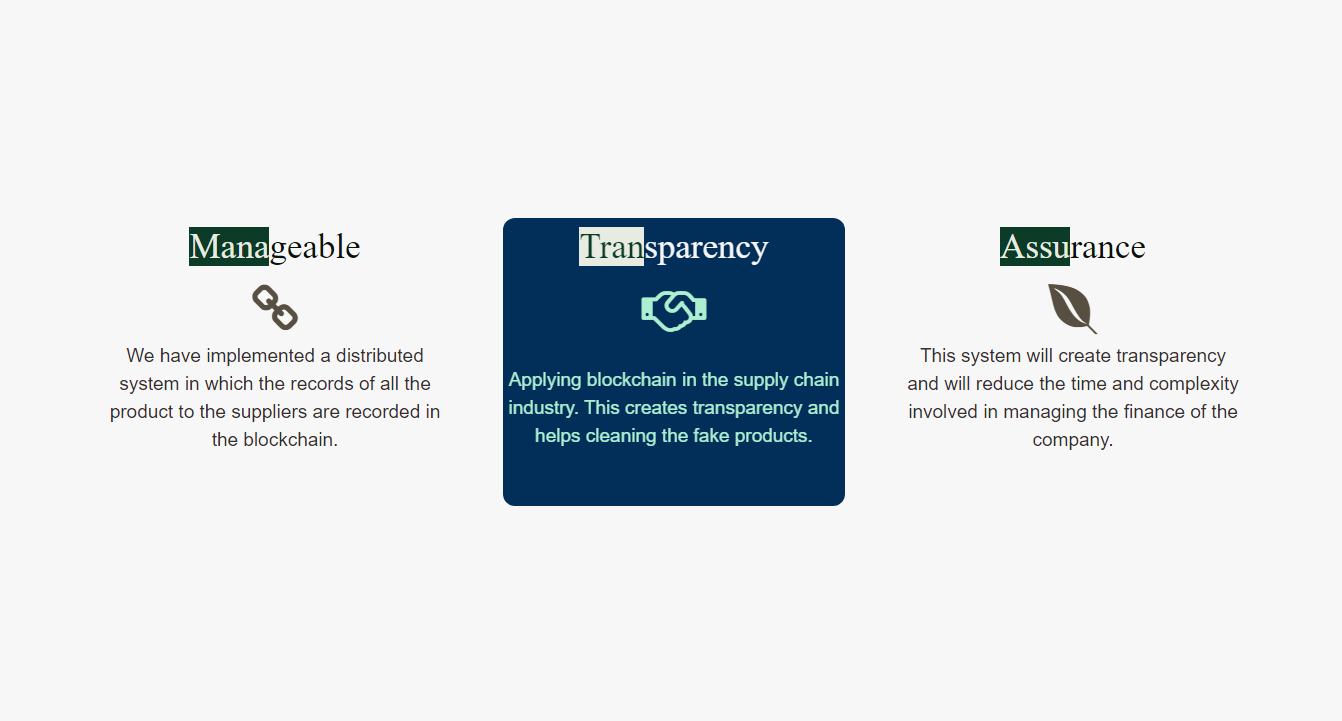 Manageable
We have implemented a distributed
system in which the records of all the
product to the suppliers are recorded in
the blockchain.
Transparency
Applying blockchain in the supply chain
industry. This creates transparency and
helps cleaning the fake products.
Assurance
This system will create transparency
and will reduce the time and complexity
involved in managing the finance of the
company.